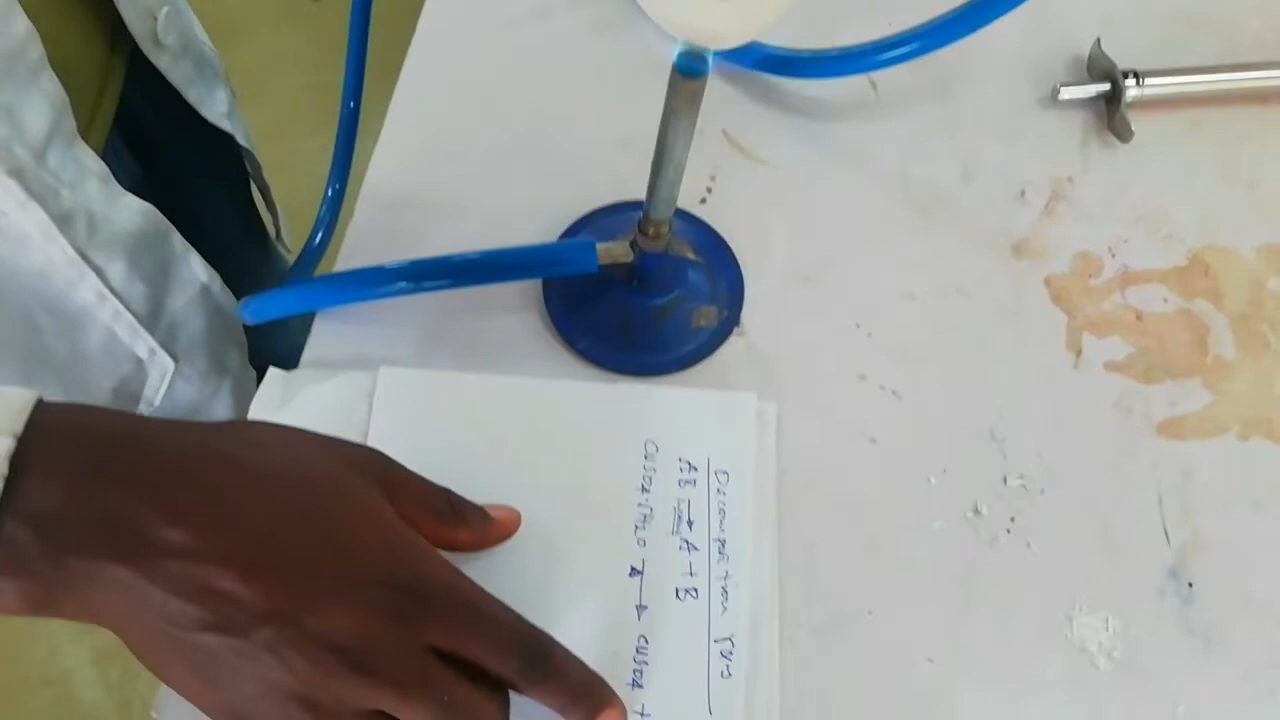 Decomposition rxn
AB → A + B
CuSO4·5H2O → CuSO4 +